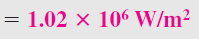 = 1.02 × 10⁶ W/m²